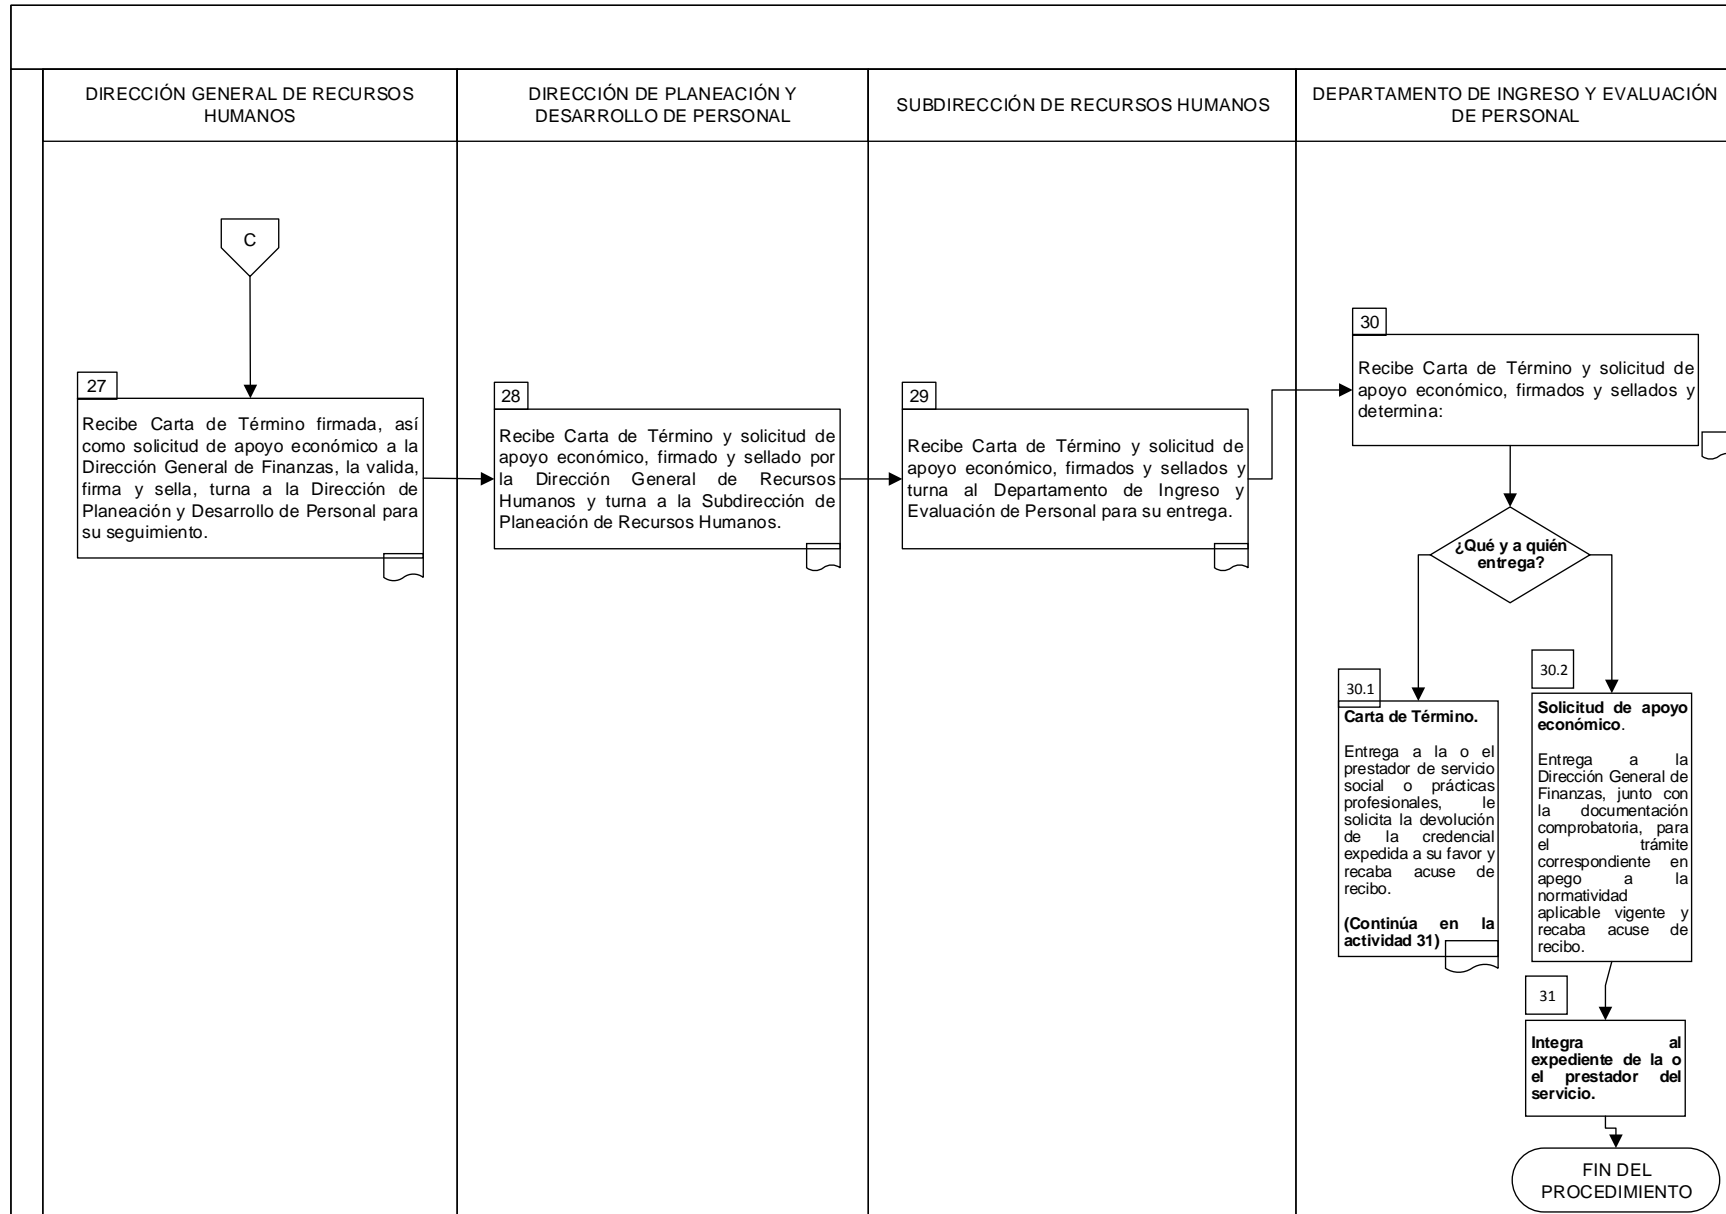 DIRECCIÓN GENERAL DE RECURSOS
HUMANOS
DIRECCIÓN DE PLANEACIÓN Y
DESARROLLO DE PERSONAL
SUBDIRECCIÓN DE RECURSOS HUMANOS
DEPARTAMENTO DE INGRESO Y EVALUACIÓN
DE PERSONAL
C
27
Recibe Carta de Término firmada, así
como solicitud de apoyo económico a la
Dirección General de Finanzas, la valida,
firma y sella, turna a la Dirección de
Planeación y Desarrollo de Personal para
su seguimiento.
28
Recibe Carta de Término y solicitud de
apoyo económico, firmado y sellado por
la Dirección General de Recursos
Humanos y turna a la Subdirección de
Planeación de Recursos Humanos.
29
Recibe Carta de Término y solicitud de
apoyo económico, firmados y sellados y
turna al Departamento de Ingreso y
Evaluación de Personal para su entrega.
30
Recibe Carta de Término y solicitud de
apoyo económico, firmados y sellados y
determina:
¿Qué y a quién
entrega?
30.1
Carta de Término.
Entrega a la o el
prestador de servicio
social o prácticas
profesionales, le
solicita la devolución
de la credencial
expedida a su favor y
recaba acuse de
recibo.
(Continúa en la
actividad 31)
30.2
Solicitud de apoyo
económico.
Entrega a la
Dirección General de
Finanzas, junto con
la documentación
comprobatoria, para
el trámite
correspondiente en
apego a la
normatividad
aplicable vigente y
recaba acuse de
recibo.
31
Integra al
expediente de la o
el prestador del
servicio.
FIN DEL
PROCEDIMIENTO